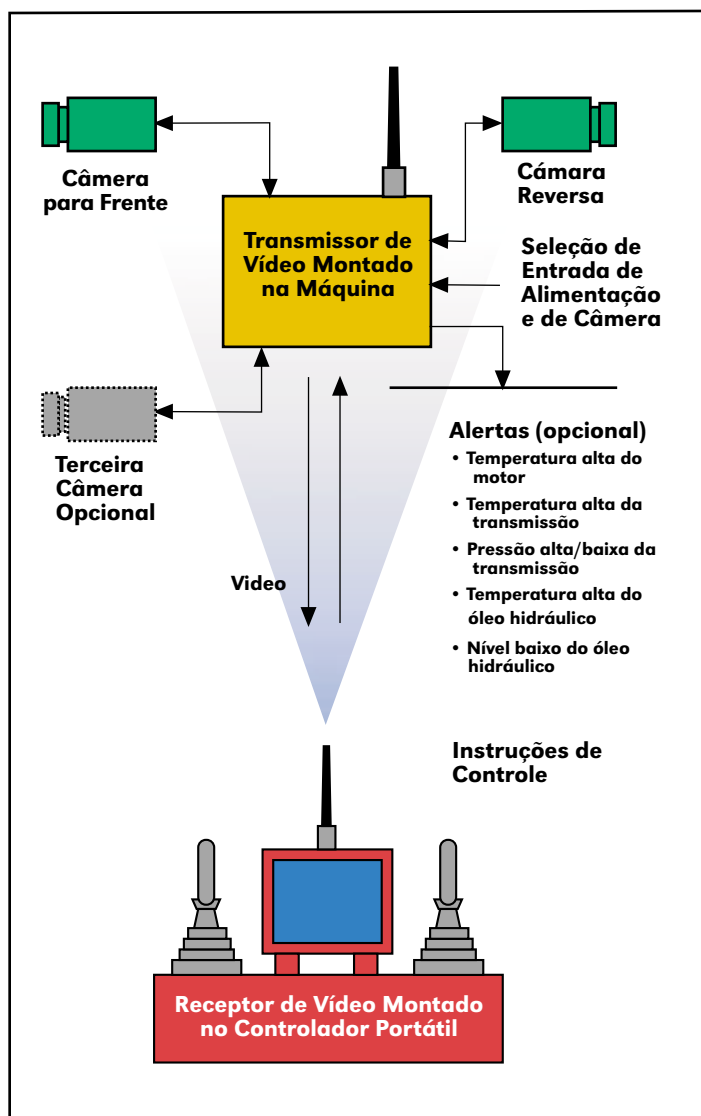 Câmera
para Frente
Cámara
Reversa
Transmissor de
Vídeo Montado
na Máquina
Seleção de
Entrada de
Alimentação
e de Câmera
Terceira
Câmera
Opcional
Alertas (opcional)
• Temperatura alta do
motor
• Temperatura alta da
transmissão
• Pressão alta/baixa da
transmissão
• Temperatura alta do
óleo hidráulico
• Nível baixo do óleo
hidráulico
Video
Instruções de
Controle
Receptor de Vídeo Montado
no Controlador Portátil